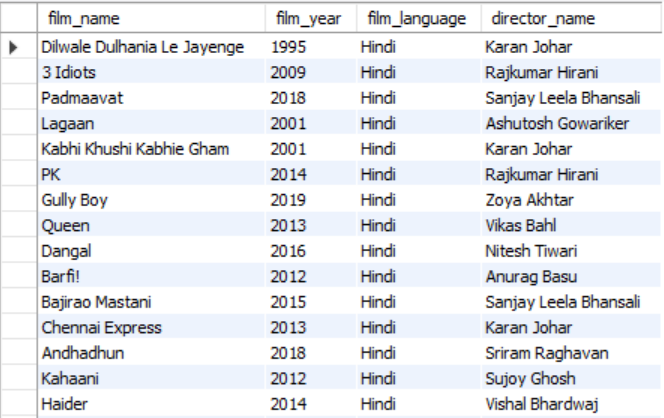 film_name film_year film_language director_name
Dilwale Dulhania Le Jayenge 1995 Hindi Karan Johar
3 Idiots 2009 Hindi Rajkumar Hirani
Padmaavat 2018 Hindi Sanjay Leela Bhansali
Lagaan 2001 Hindi Ashutosh Gowariker
Kabhi Khushi Kabhie Gham 2001 Hindi Karan Johar
PK 2014 Hindi Rajkumar Hirani
Gully Boy 2019 Hindi Zoya Akhtar
Queen 2013 Hindi Vikas Bahl
Dangal 2016 Hindi Nitesh Tiwari
Barfi! 2012 Hindi Anurag Basu
Bajirao Mastani 2015 Hindi Sanjay Leela Bhansali
Chennai Express 2013 Hindi Karan Johar
Andhadhun 2018 Hindi Sriram Raghavan
Kahaani 2012 Hindi Sujoy Ghosh
Haider 2014 Hindi Vishal Bhardwaj